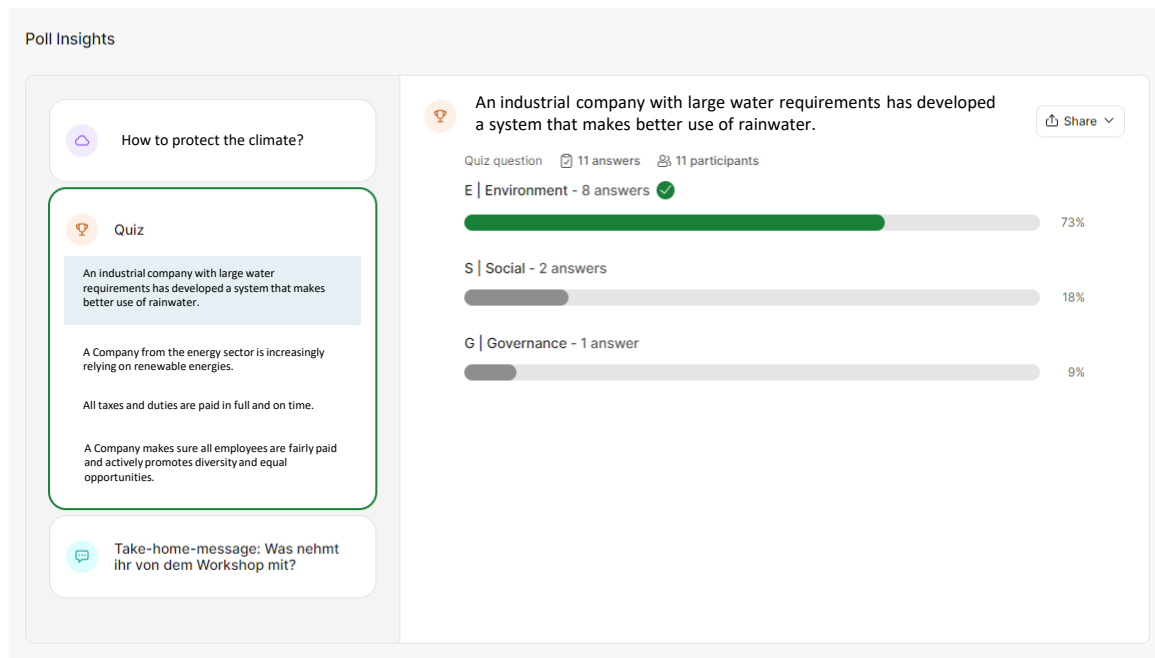 Poll Insights
How to protect the climate?
Quiz
An industrial company with large water
requirements has developed a system that makes
better use of rainwater.
A Company from the energy sector is increasingly
relying on renewable energies.
All taxes and duties are paid in full and on time.
A Company makes sure all employees are fairly paid
and actively promotes diversity and equal
opportunities.
Take-home-message: Was nehmt
ihr von dem Workshop mit?
An industrial company with large water requirements has developed
a system that makes better use of rainwater.
Share
Quiz question 11 answers 11 participants
E | Environment - 8 answers
73%
S | Social - 2 answers
18%
G | Governance - 1 answer
9%